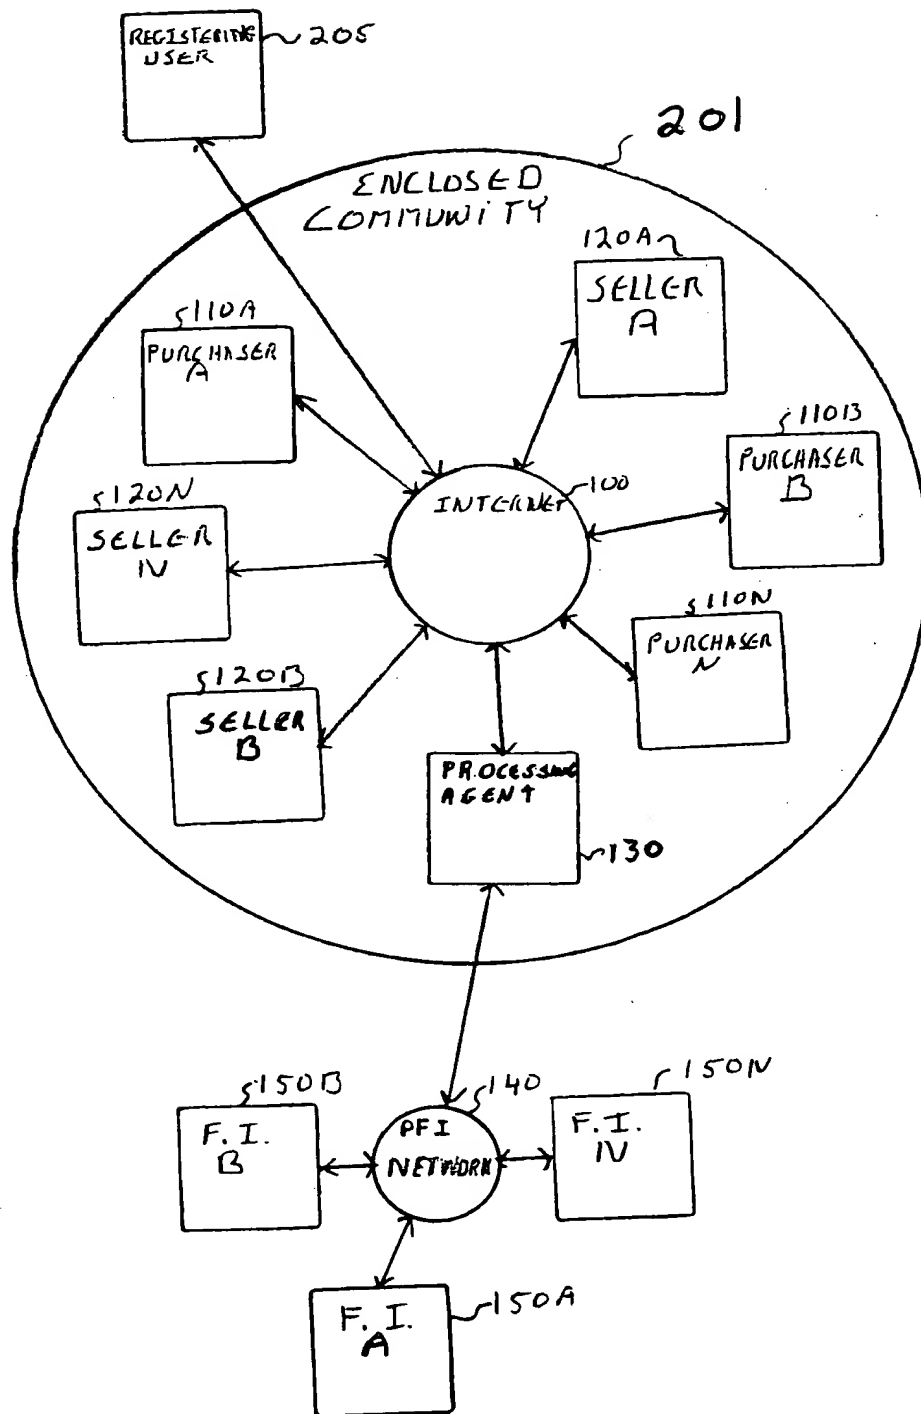 REGISTERING
USER
205
201
ENCLOSED
COMMUNITY
120A
SELLER
A
110A
PURCHASER
A
110B
PURCHASER
B
INTERNET
100
120N
SELLER
N
110N
PURCHASER
N
120B
SELLER
B
PROCESSING
AGENT
130
150B
F. I.
B
140
PFI
NETWORK
150N
F. I.
N
F. I.
A
150A